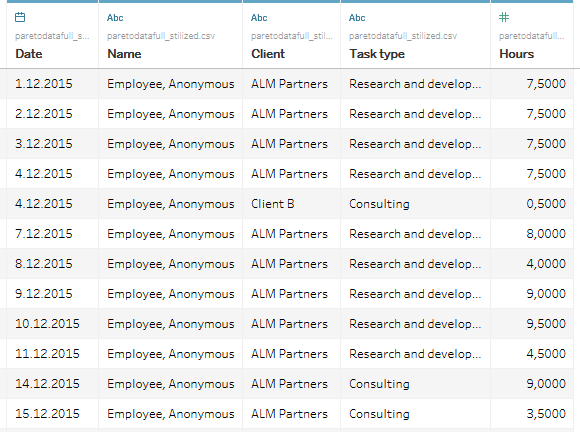 Abc Abc Abc #
paretodatafull_s... paretodatafull_stilized.csv paretodatafull_stil... paretodatafull_stilized.csv paretodatafull...
Date Name Client Task type Hours
1.12.2015 Employee, Anonymous ALM Partners Research and develop... 7,5000
2.12.2015 Employee, Anonymous ALM Partners Research and develop... 7,5000
3.12.2015 Employee, Anonymous ALM Partners Research and develop... 7,5000
4.12.2015 Employee, Anonymous ALM Partners Research and develop... 7,5000
4.12.2015 Employee, Anonymous Client B Consulting 0,5000
7.12.2015 Employee, Anonymous ALM Partners Research and develop... 8,0000
8.12.2015 Employee, Anonymous ALM Partners Research and develop... 4,0000
9.12.2015 Employee, Anonymous ALM Partners Research and develop... 9,0000
10.12.2015 Employee, Anonymous ALM Partners Research and develop... 9,5000
11.12.2015 Employee, Anonymous ALM Partners Research and develop... 4,5000
14.12.2015 Employee, Anonymous ALM Partners Consulting 9,0000
15.12.2015 Employee, Anonymous ALM Partners Consulting 3,5000